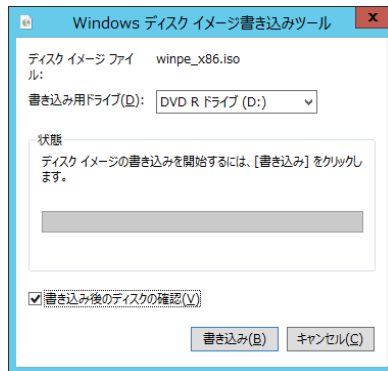 Windows ディスク イメージ書き込みツール
x
ディスク イメージ ファイ winpe_x86.iso
ル:
書き込み用ドライブ(D): DVD R ドライブ (D:)
状態
ディスク イメージの書き込みを開始するには、[書き込み] をクリックし
ます。
書き込み後のディスクの確認(V)
書き込み(B) キャンセル(C)